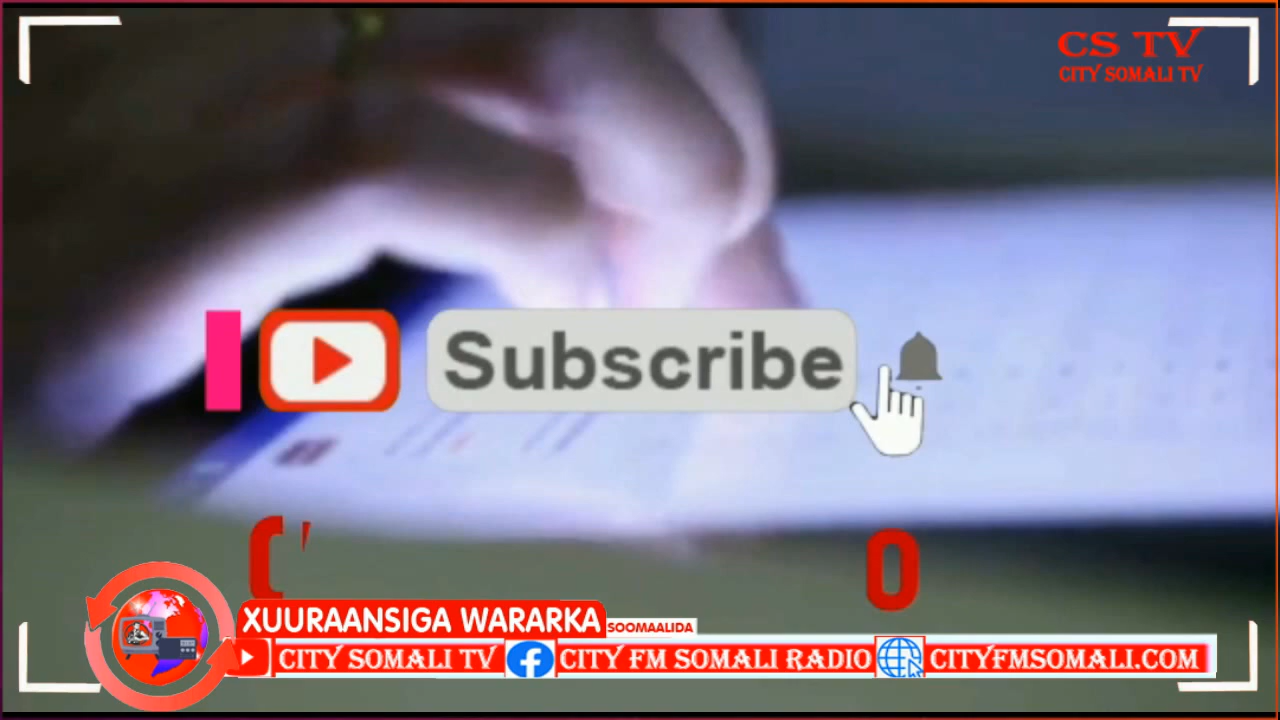 CS TV
CITY SOMALI TV
Subscribe
XUURAANSIGA WARARKA
SOOMAALIDA
CITY SOMALI TV
CITY FM SOMALI RADIO
CITYFMSOMALI.COM